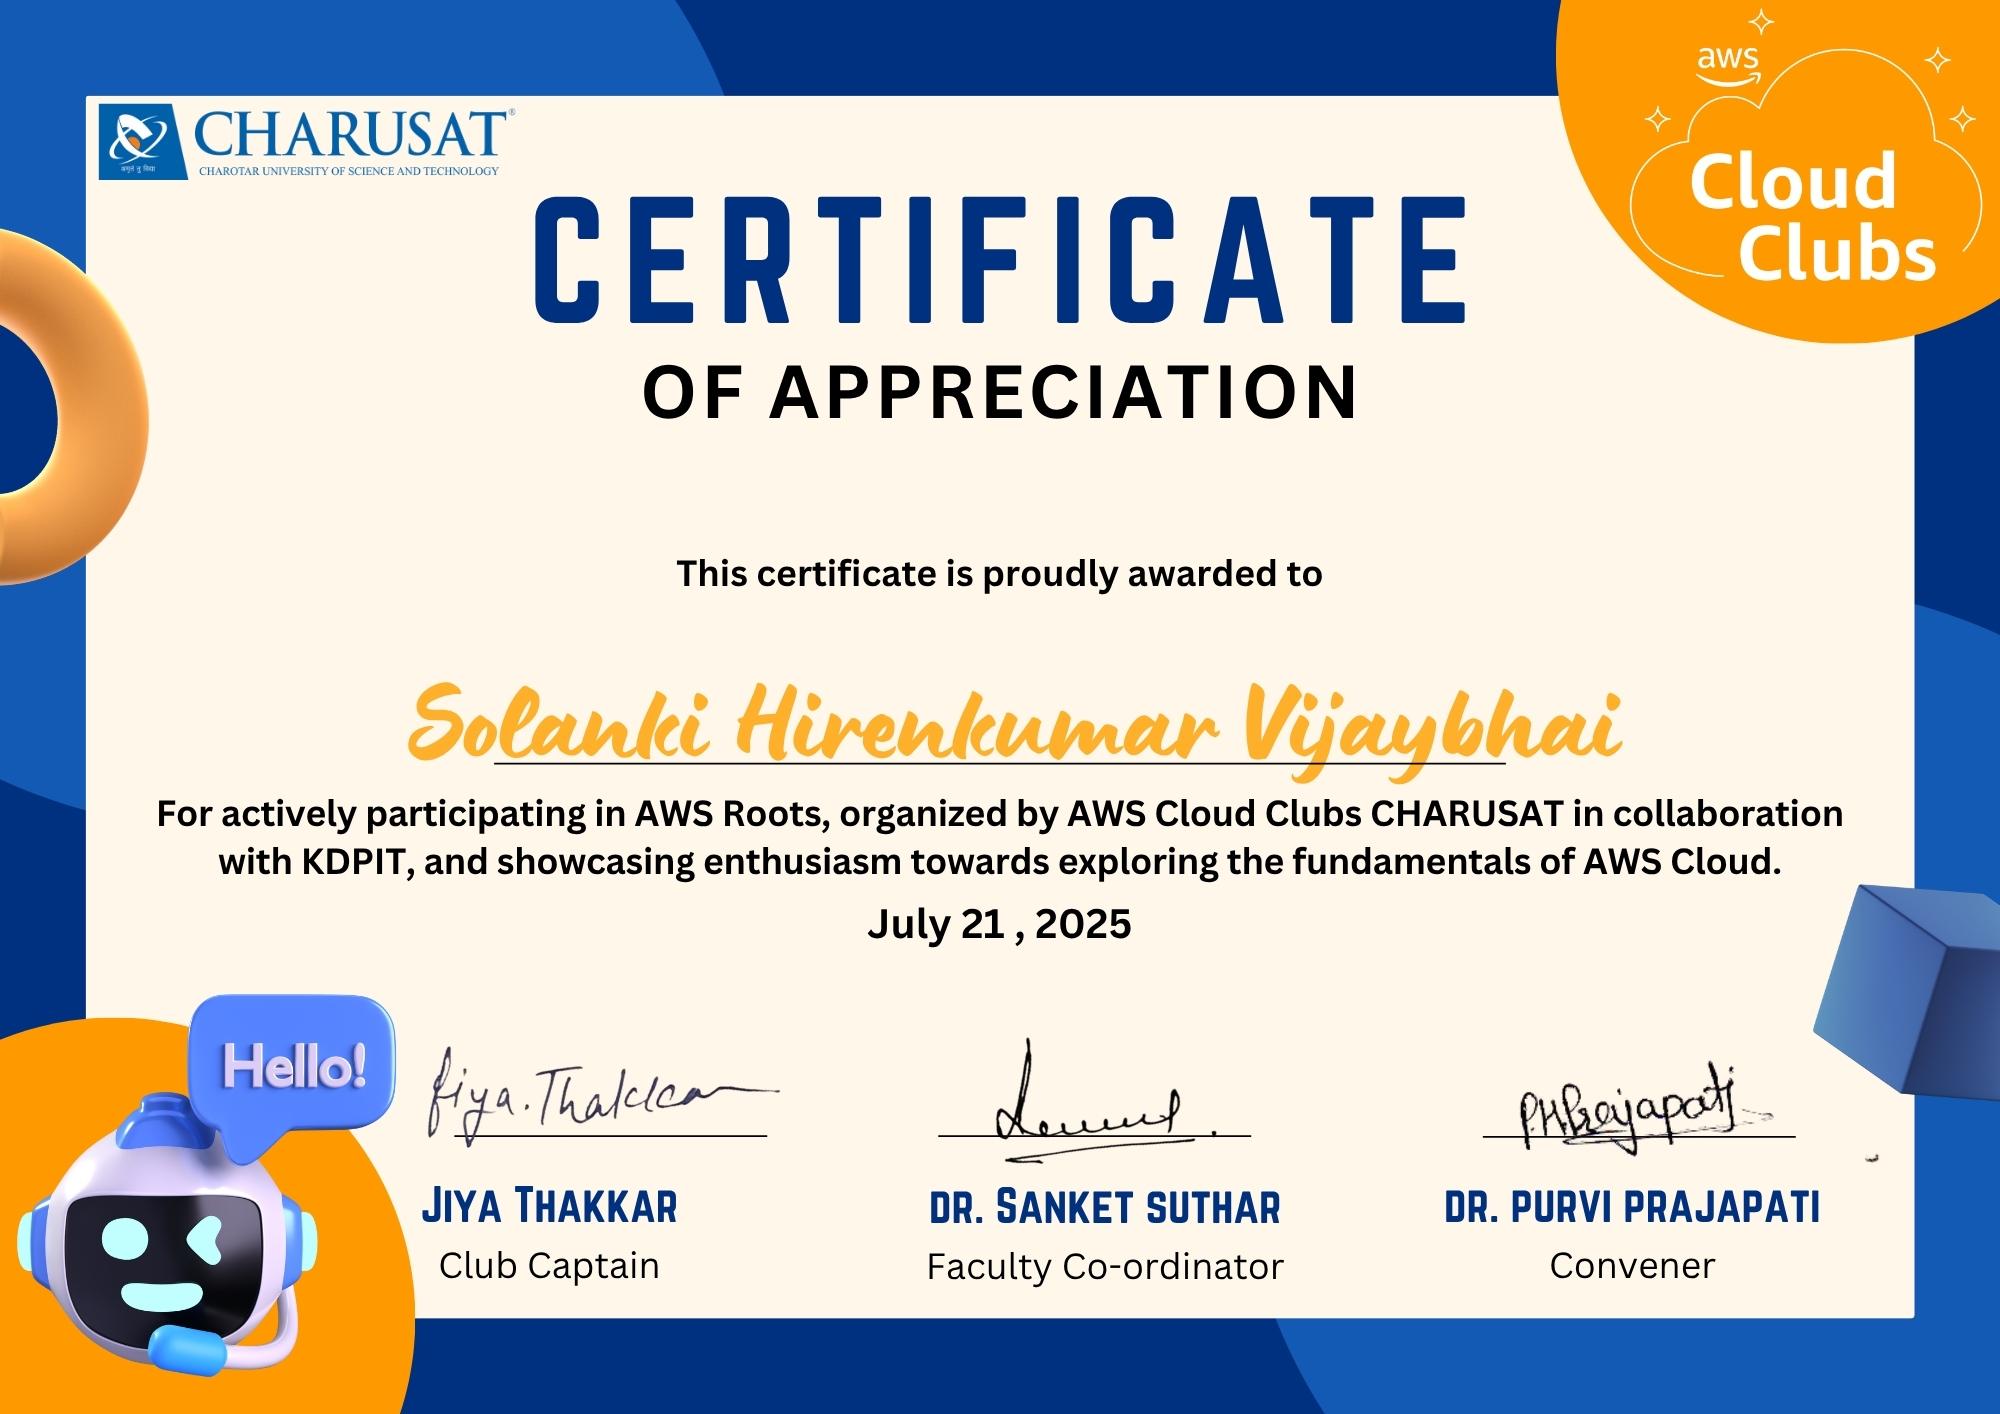 CHARUSAT®
CHAROTAR UNIVERSITY OF SCIENCE AND TECHNOLOGY
aws
Cloud
Clubs
CERTIFICATE
OF APPRECIATION
This certificate is proudly awarded to
Solanki Hirenkumar Vijaybhai
For actively participating in AWS Roots, organized by AWS Cloud Clubs CHARUSAT in collaboration
with KDPIT, and showcasing enthusiasm towards exploring the fundamentals of AWS Cloud.
July 21 , 2025
Hello!
Jiya.Thakkar
P.H.Prajapati
JIYA THAKKAR
DR. SANKET SUTHAR
DR. PURVI PRAJAPATI
Club Captain
Faculty Co-ordinator
Convener